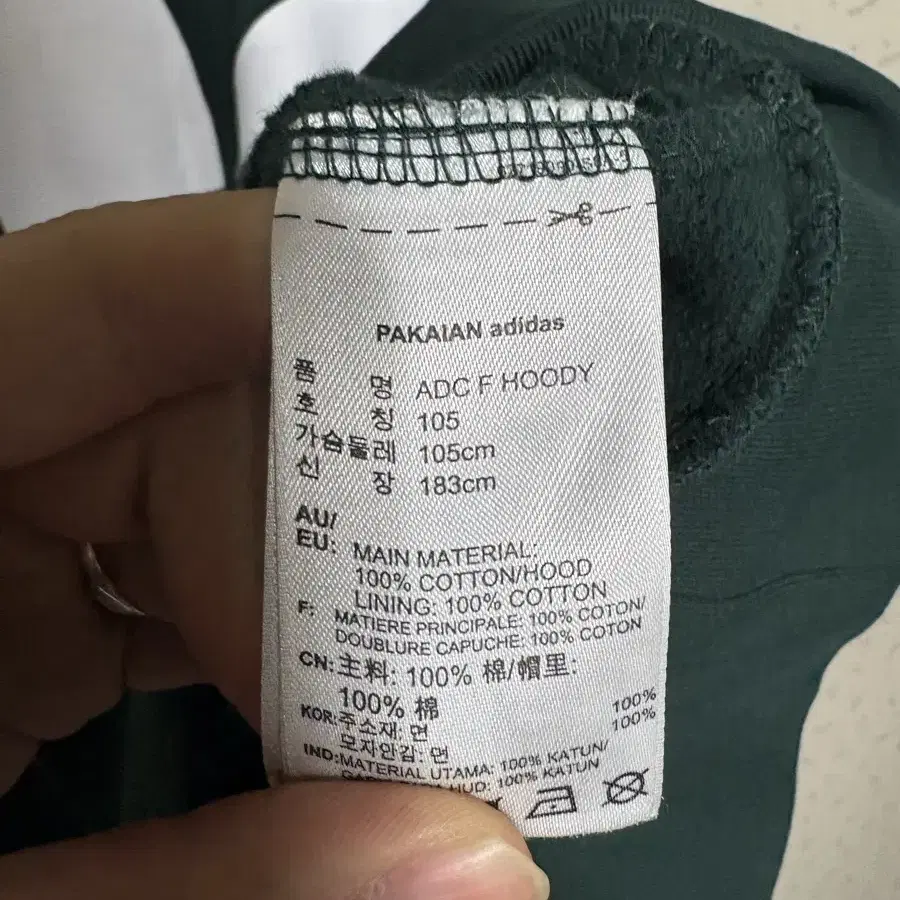 PAKAIAN adidas
품 명 ADC F HOODY
호 칭 105
가슴둘레 105cm
신 장 183cm
AU/
EU: MAIN MATERIAL:
100% COTTON/HOOD
LINING: 100% COTTON
F: MATIERE PRINCIPALE: 100% COTON/
DOUBLURE CAPUCHE: 100% COTON
CN: 主料: 100% 棉/帽里:
100% 棉
KOR: 주소재: 면 100%
모자안감: 면 100%
IND: MATERIAL UTAMA: 100% KATUN/
HUD: 100% KATUN